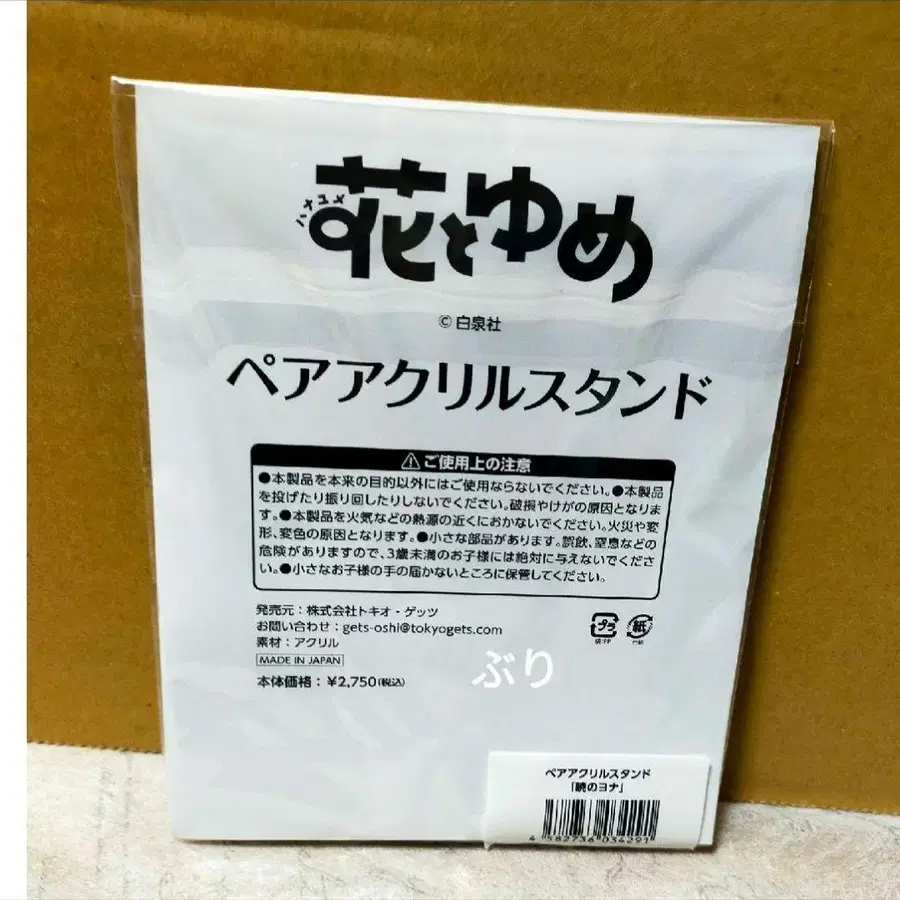 ハナユメ
花とゆめ
© 白泉社
ペアアクリルスタンド
⚠ ご使用上の注意
●本製品を本来の目的以外にはご使用ならないでください。●本製品
を投げたり振り回したりしないでください。破損やけがの原因となりま
す。●本製品を火気などの熱源の近くにおかないでください。火災や変
形、変色の原因となります。●小さな部品があります。誤飲、窒息などの
危険がありますので、3歳未満のお子様には絶対に与えないでくださ
い。●小さなお子様の手の届かないところに保管してください。
発売元：株式会社トキオ・ゲッツ
お問い合わせ：gets-oshi@tokyogets.com
素材：アクリル
MADE IN JAPAN
本体価格：¥2,750(税込)
プラ
紙
袋:PP
台紙
ぶり
ペアアクリルスタンド
「暁のヨナ」
4 582736 034291